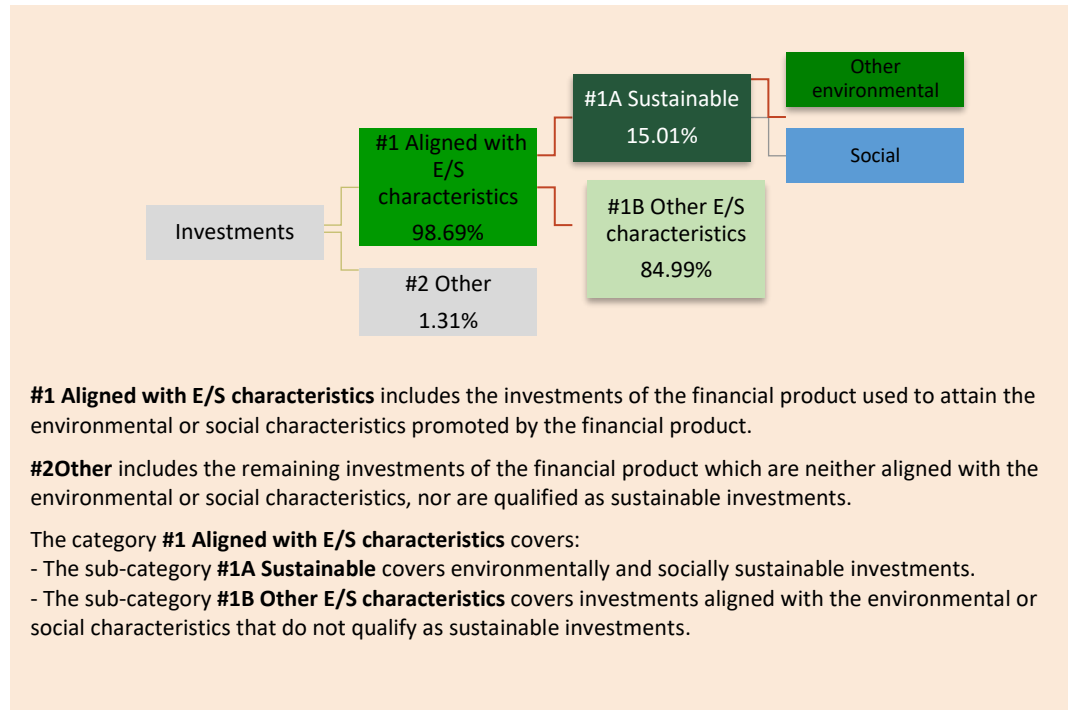 Investments
#1 Aligned with
E/S
characteristics
98.69%
#2 Other
1.31%
#1A Sustainable
15.01%
#1B Other E/S
characteristics
84.99%
Other
environmental
Social
#1 Aligned with E/S characteristics includes the investments of the financial product used to attain the
environmental or social characteristics promoted by the financial product.
#2Other includes the remaining investments of the financial product which are neither aligned with the
environmental or social characteristics, nor are qualified as sustainable investments.
The category #1 Aligned with E/S characteristics covers:
- The sub-category #1A Sustainable covers environmentally and socially sustainable investments.
- The sub-category #1B Other E/S characteristics covers investments aligned with the environmental or
social characteristics that do not qualify as sustainable investments.